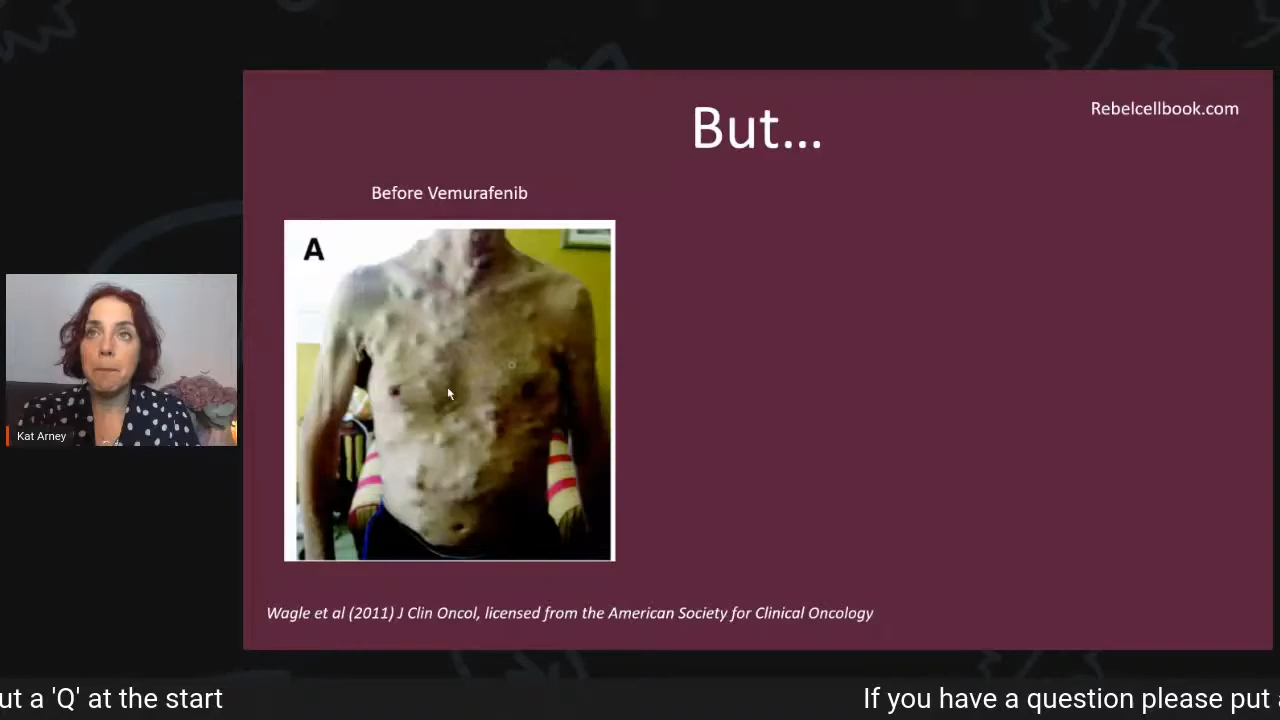 But...
Rebelcellbook.com
Before Vemurafenib
A
Kat Arney
Wagle et al (2011) J Clin Oncol, licensed from the American Society for Clinical Oncology
ut a 'Q' at the start
If you have a question please put